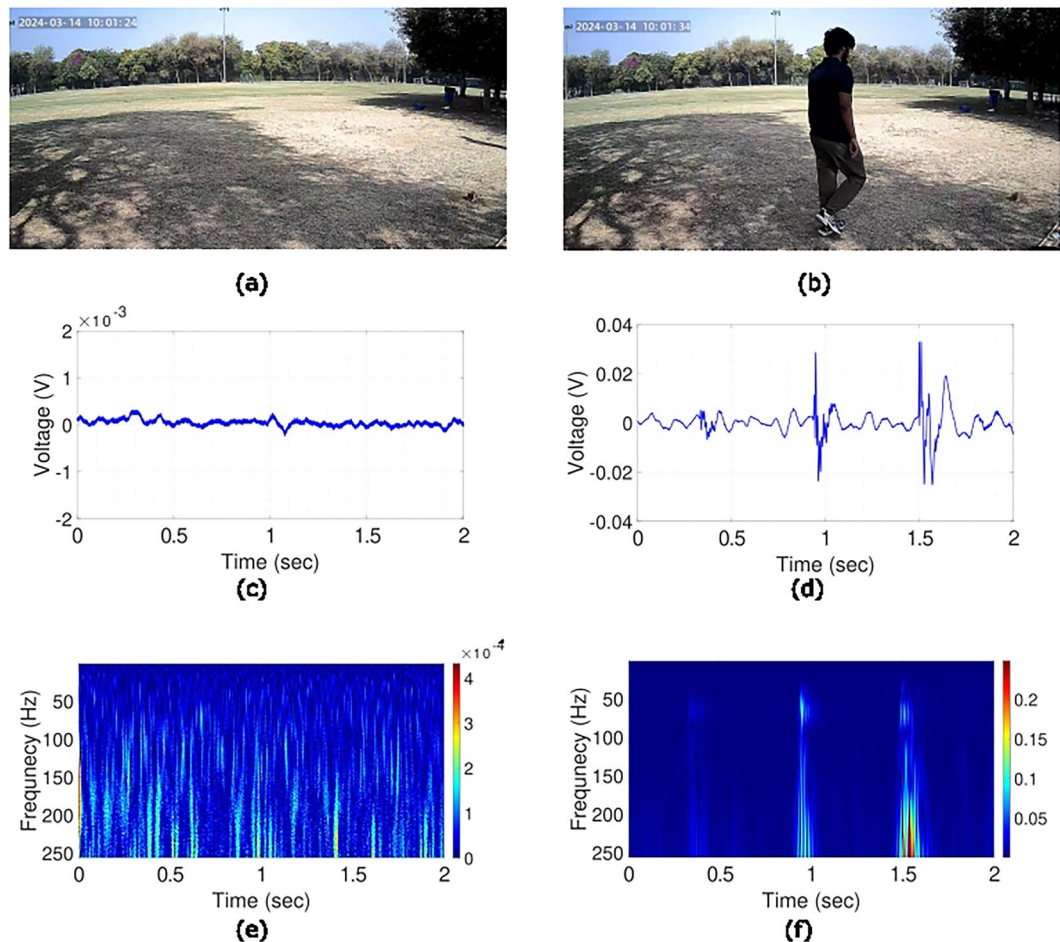 2024-03-14 10:01:24
2024-03-14 10:01:34
(a)
(b)
×10⁻³
2
1
0
-1
-2
Voltage (V)
0 0.5 1 1.5 2
Time (sec)
(c)
0.04
0.02
0
-0.02
-0.04
Voltage (V)
0 0.5 1 1.5 2
Time (sec)
(d)
×10⁻⁴
50
100
150
200
250
Frequnecy (Hz)
4
3
2
1
0
0 0.5 1 1.5 2
Time (sec)
(e)
50
100
150
200
250
Frequnecy (Hz)
0.2
0.15
0.1
0.05
0 0.5 1 1.5 2
Time (sec)
(f)